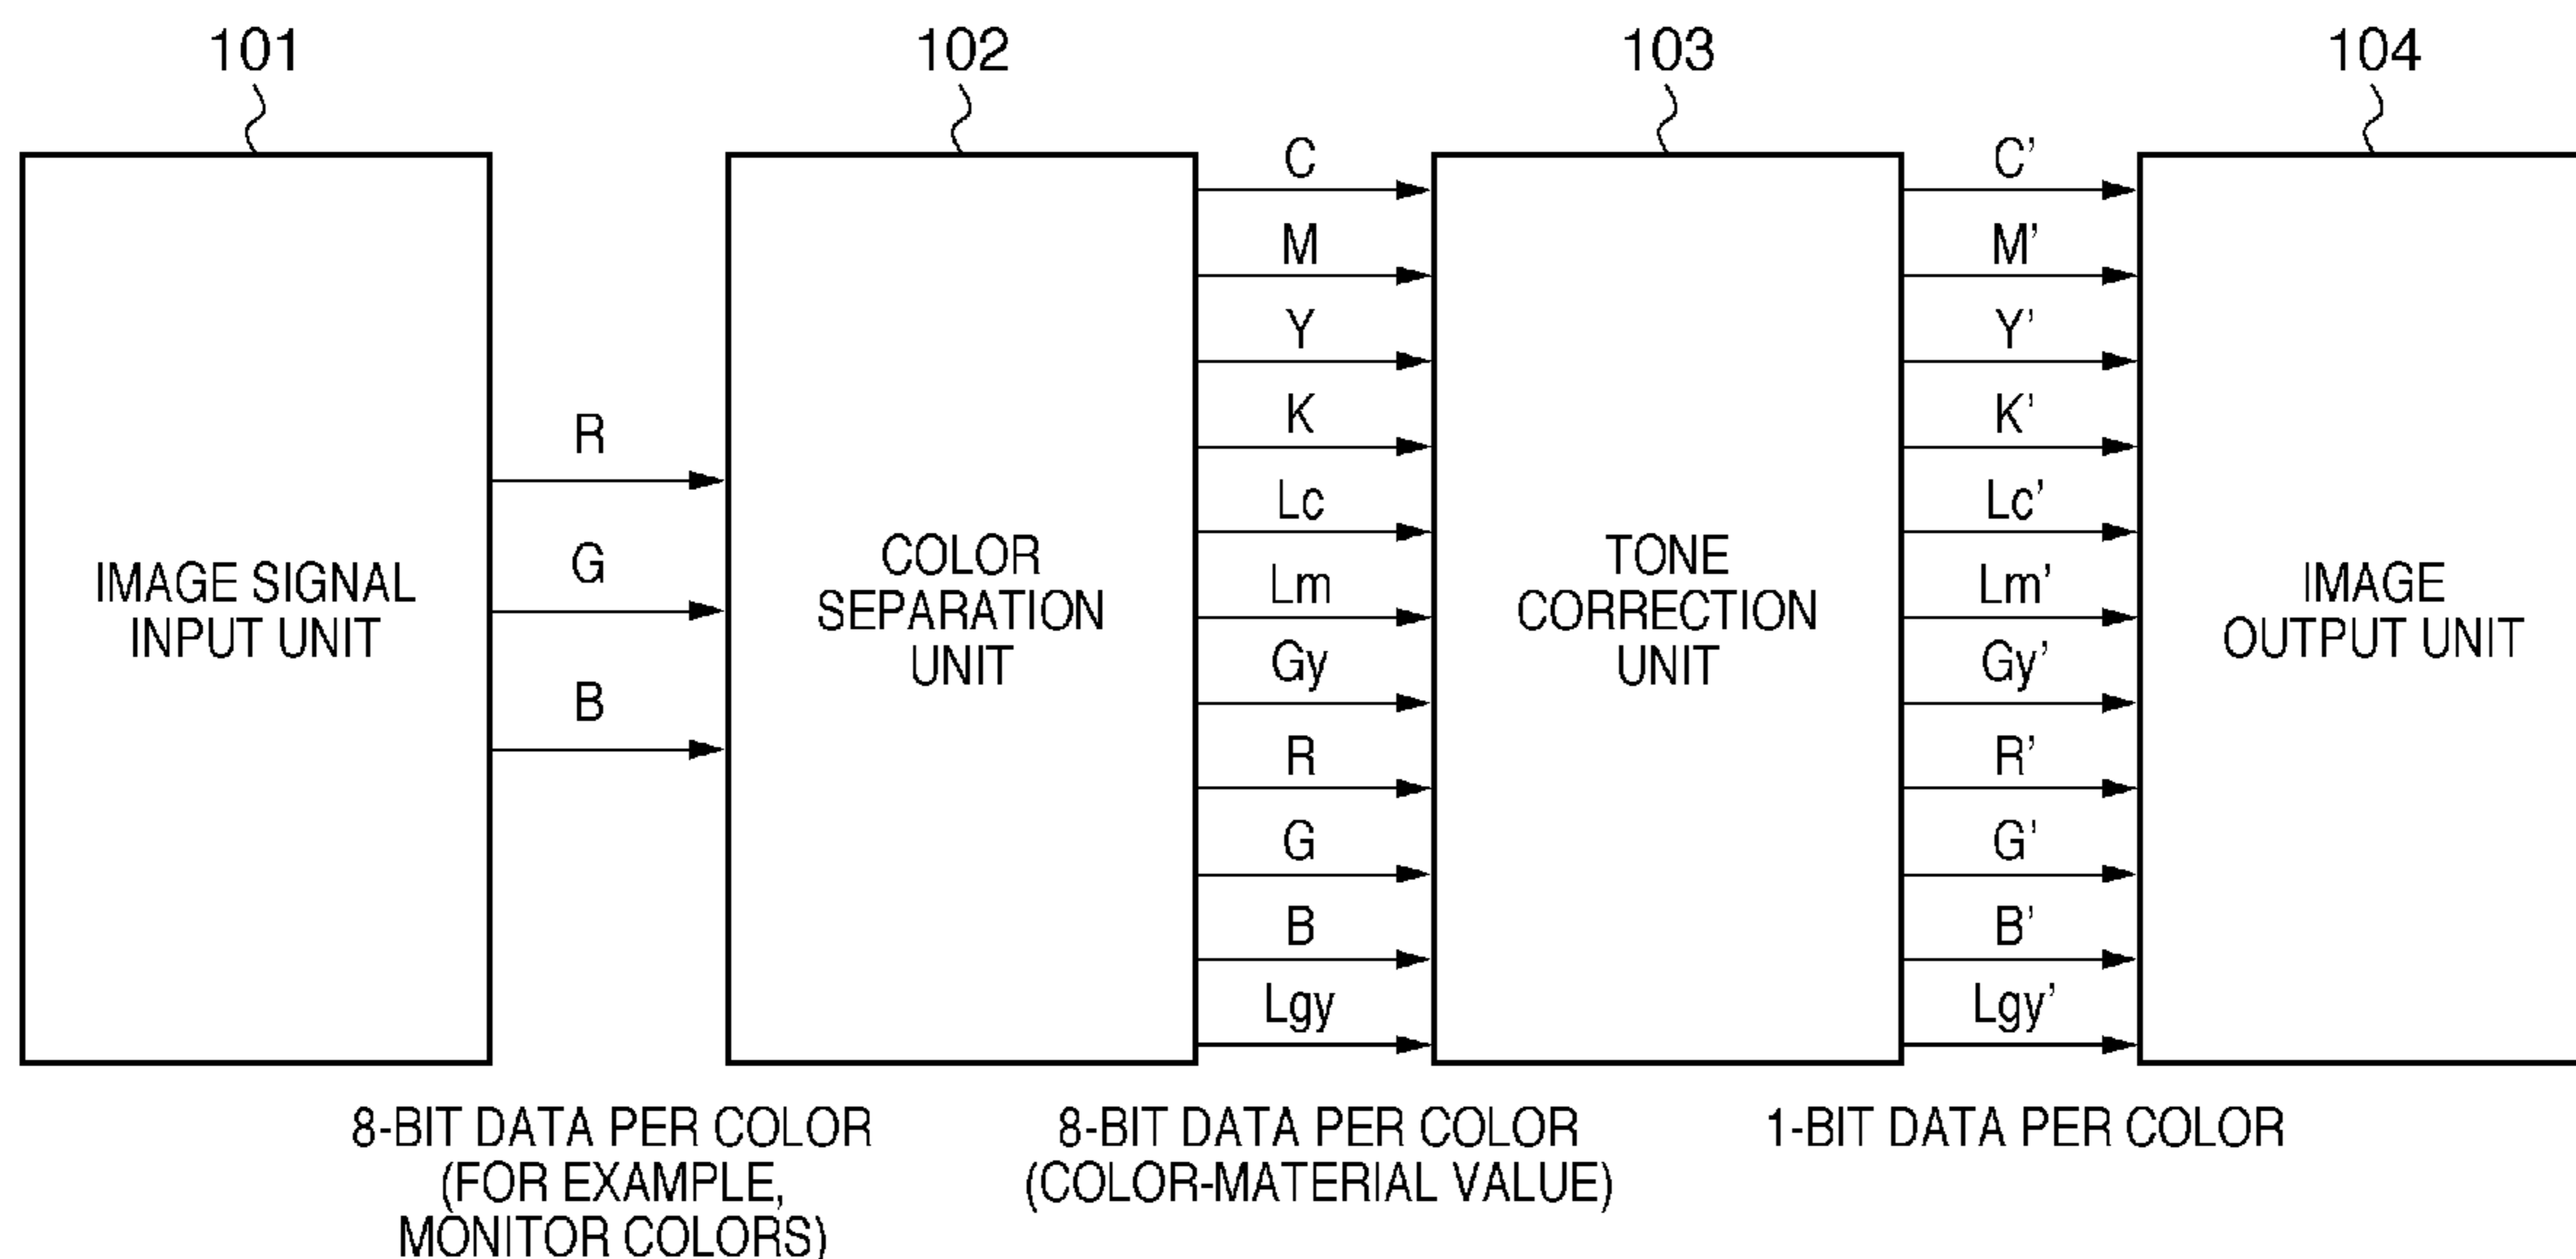 101
102
103
104
IMAGE SIGNAL
INPUT UNIT
R
G
B
COLOR
SEPARATION
UNIT
C
M
Y
K
Lc
Lm
Gy
R
G
B
Lgy
TONE
CORRECTION
UNIT
C'
M'
Y'
K'
Lc'
Lm'
Gy'
R'
G'
B'
Lgy'
IMAGE
OUTPUT UNIT
8-BIT DATA PER COLOR
(FOR EXAMPLE,
MONITOR COLORS)
8-BIT DATA PER COLOR
(COLOR-MATERIAL VALUE)
1-BIT DATA PER COLOR